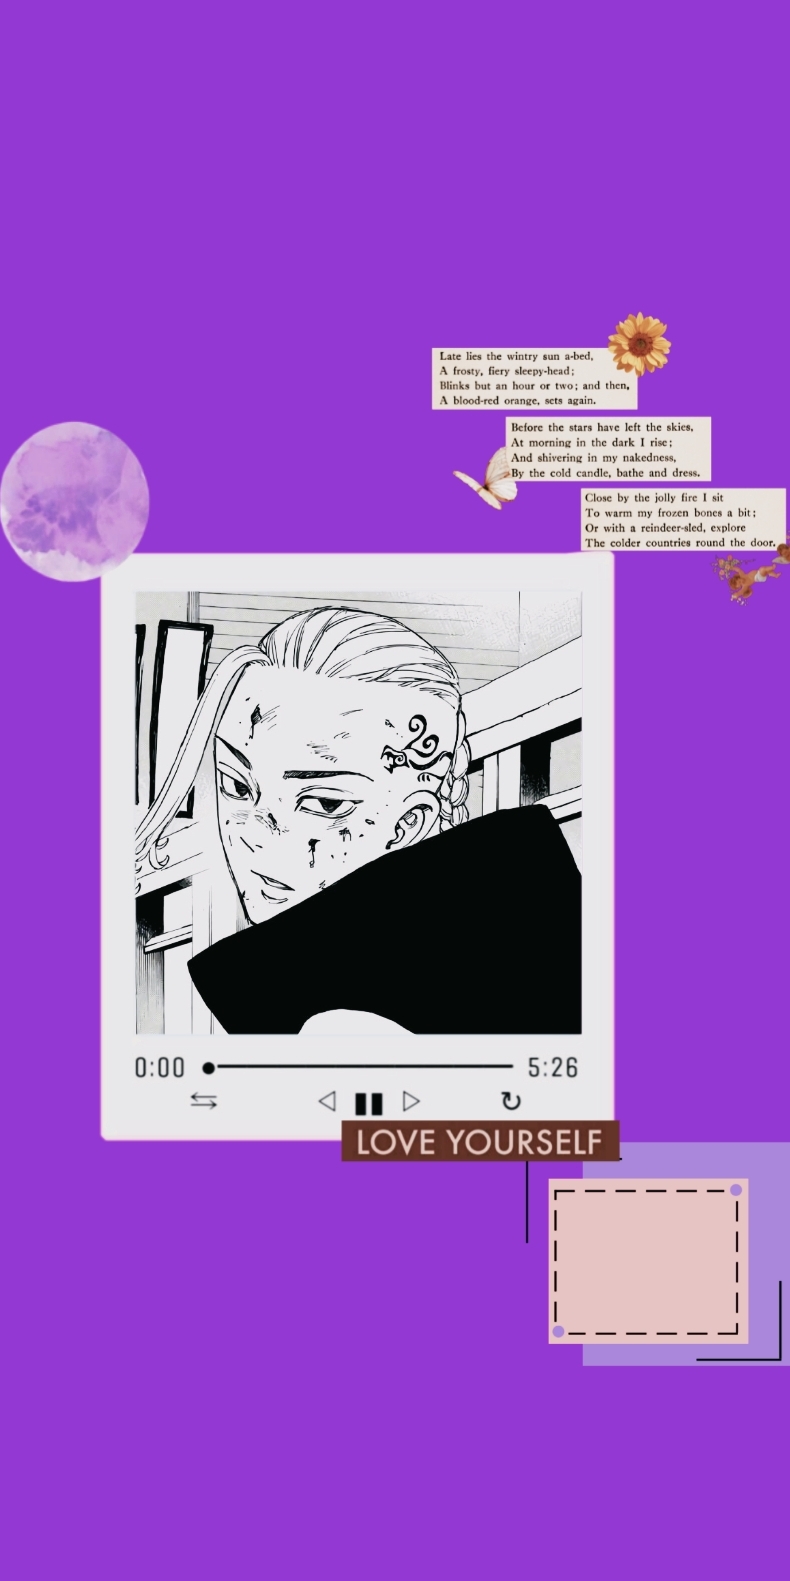 Late lies the wintry sun a-bed,
A frosty, fiery sleepy-head;
Blinks but an hour or two; and then,
A blood-red orange, sets again.
Before the stars have left the skies,
At morning in the dark I rise;
And shivering in my nakedness,
By the cold candle, bathe and dress.
Close by the jolly fire I sit
To warm my frozen bones a bit;
Or with a reindeer-sled, explore
The colder countries round the door.
0:00 5:26
LOVE YOURSELF